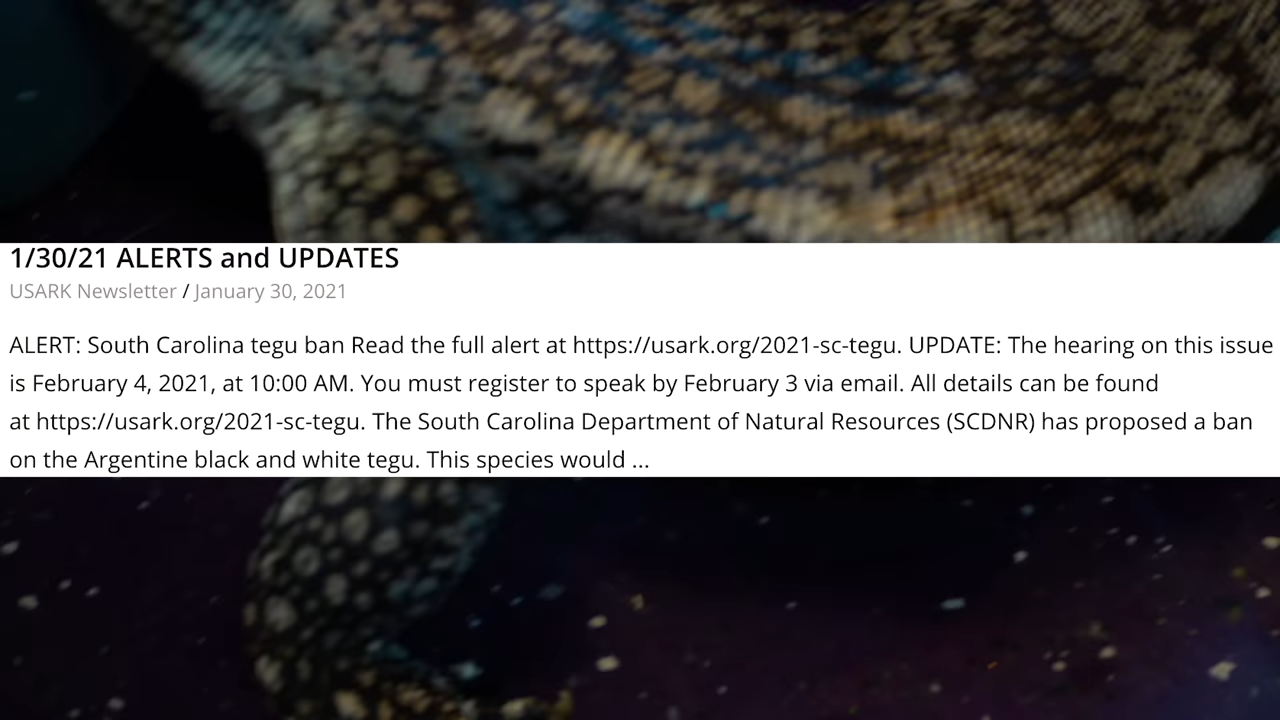 1/30/21 ALERTS and UPDATES
USARK Newsletter / January 30, 2021
ALERT: South Carolina tegu ban Read the full alert at https://usark.org/2021-sc-tegu. UPDATE: The hearing on this issue
is February 4, 2021, at 10:00 AM. You must register to speak by February 3 via email. All details can be found
at https://usark.org/2021-sc-tegu. The South Carolina Department of Natural Resources (SCDNR) has proposed a ban
on the Argentine black and white tegu. This species would ...